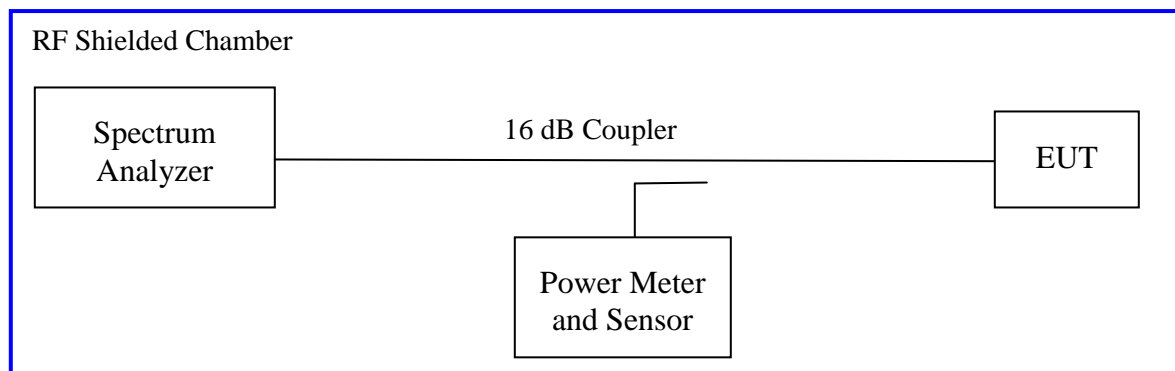 RF Shielded Chamber
Spectrum
Analyzer
16 dB Coupler
EUT
Power Meter
and Sensor